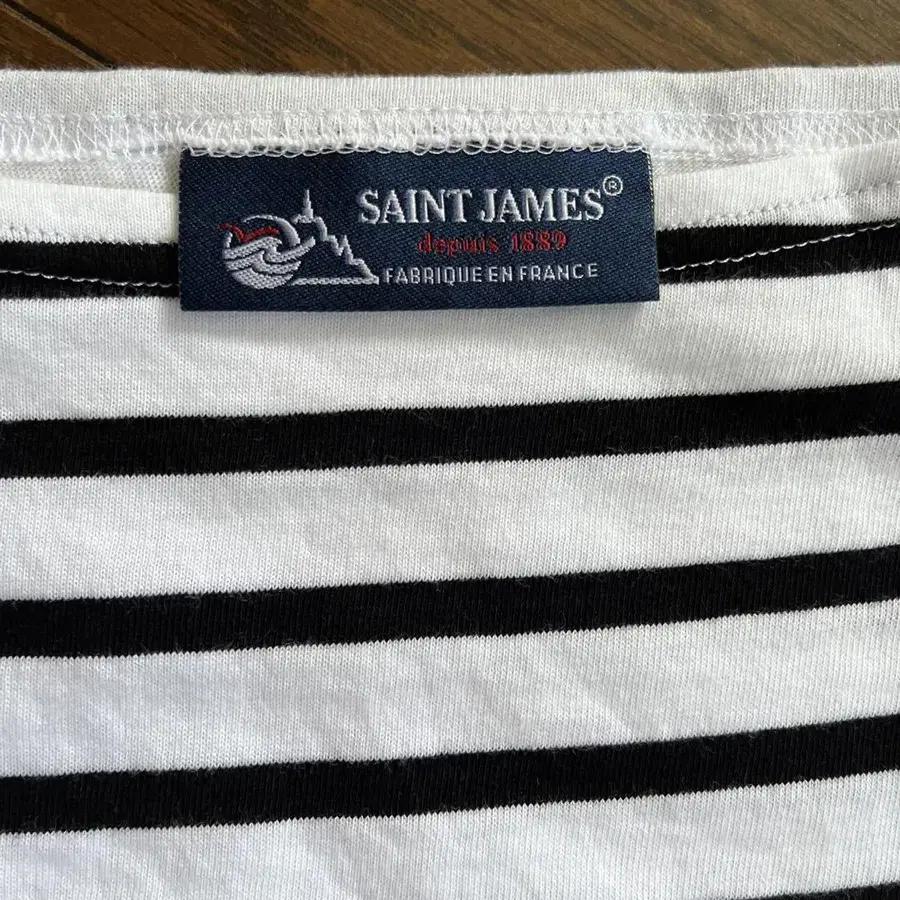 SAINT JAMES®
depuis 1889
FABRIQUE EN FRANCE